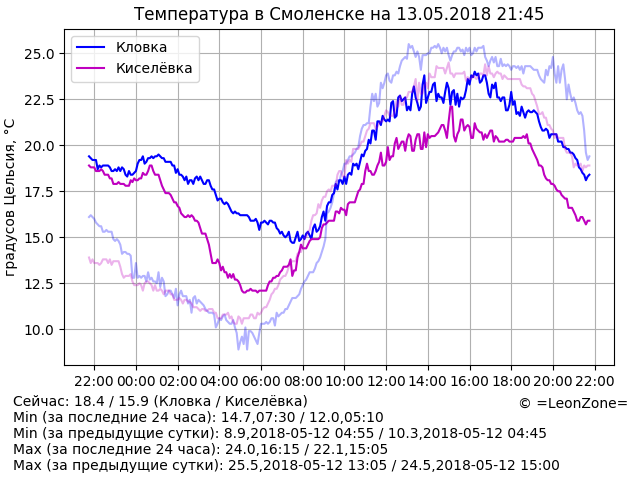 Температура в Смоленске на 13.05.2018 21:45
Кловка
Киселёвка
градусов Цельсия, °C
25.0
22.5
20.0
17.5
15.0
12.5
10.0
22:00 00:00 02:00 04:00 06:00 08:00 10:00 12:00 14:00 16:00 18:00 20:00 22:00
Сейчас: 18.4 / 15.9 (Кловка / Киселёвка)
© =LeonZone=
Min (за последние 24 часа): 14.7,07:30 / 12.0,05:10
Min (за предыдущие сутки): 8.9,2018-05-12 04:55 / 10.3,2018-05-12 04:45
Max (за последние 24 часа): 24.0,16:15 / 22.1,15:05
Max (за предыдущие сутки): 25.5,2018-05-12 13:05 / 24.5,2018-05-12 15:00